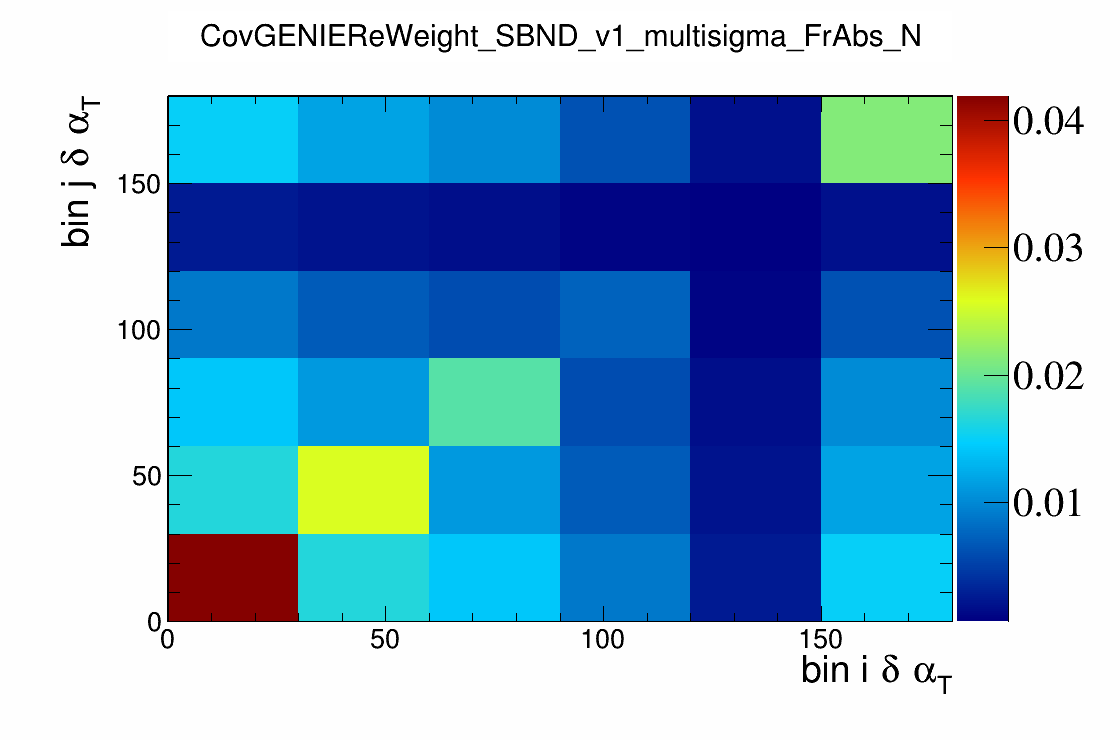 CovGENIEReWeight_SBND_v1_multisigma_FrAbs_N
bin j δ α_T
150
100
50
0
0 50 100 150
bin i δ α_T
0.04
0.03
0.02
0.01